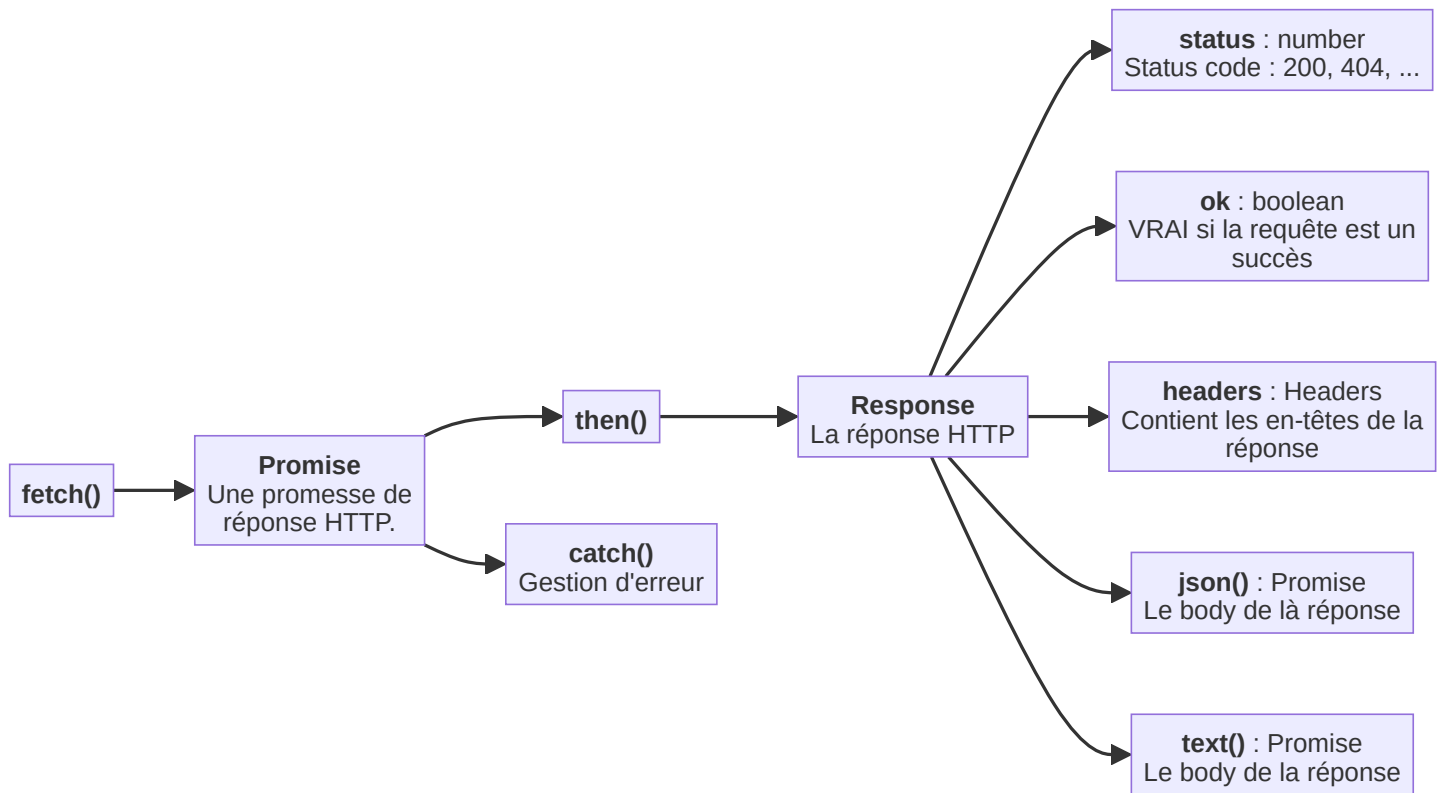 fetch()
Promise
Une promesse de
réponse HTTP.
then()
catch()
Gestion d'erreur
Response
La réponse HTTP
status : number
Status code : 200, 404, ...
ok : boolean
VRAI si la requête est un
succès
headers : Headers
Contient les en-têtes de la
réponse
json() : Promise
Le body de là réponse
text() : Promise
Le body de la réponse